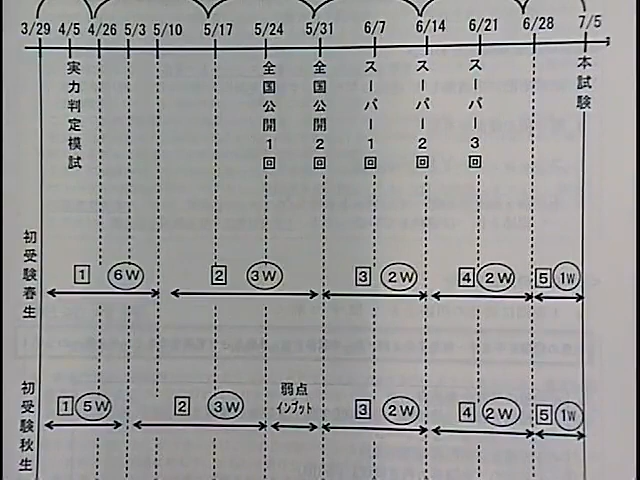 3/29 4/5 4/26 5/3 5/10 5/17 5/24 5/31 6/7 6/14 6/21 6/28 7/5
実力判定模試
全国公開1回
全国公開2回
スーパー1回
スーパー2回
スーパー3回
本試験
初受験春生
1 6W 2 3W 3 2W 4 2W 5 1W
初受験秋生
1 5W 2 3W 弱点 3 2W 4 2W 5 1W
インプット